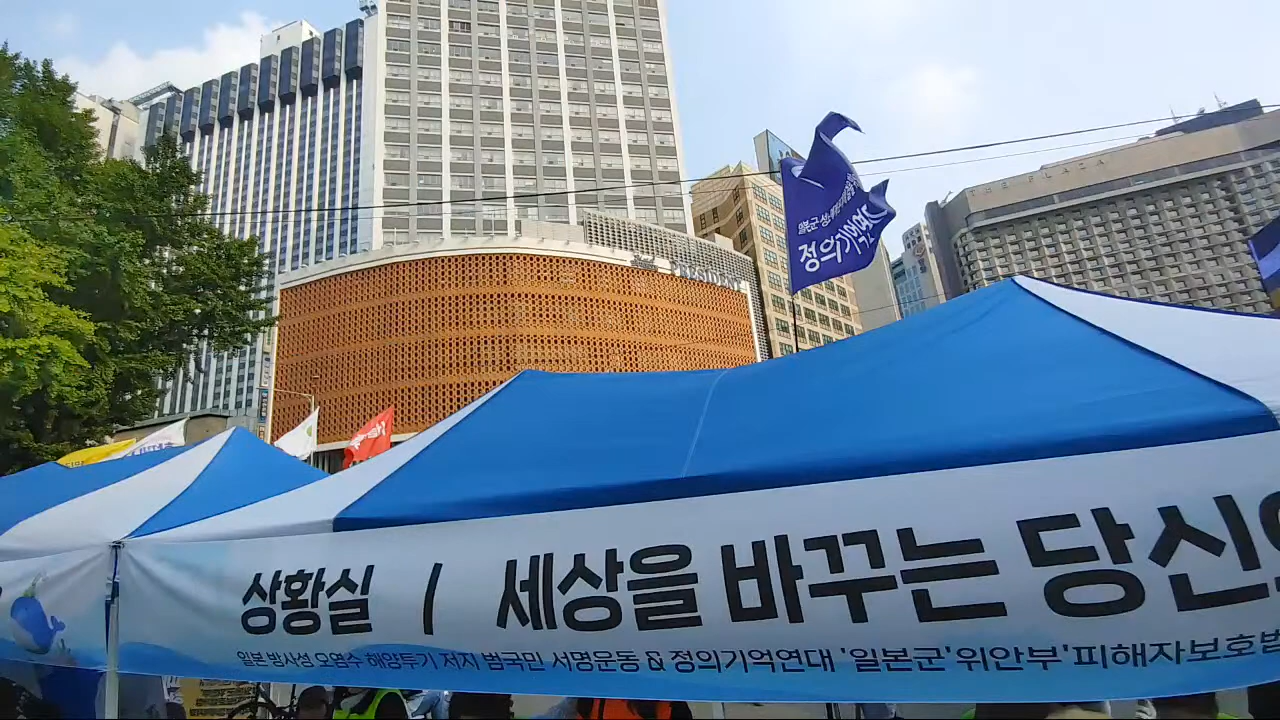 THE PLAZA
PRESIDENT
정의기억연대
상황실 / 세상을 바꾸는 당신의
일본 방사성 오염수 해양투기 저지 범국민 서명운동 & 정의기억연대 '일본군'위안부'피해자보호법